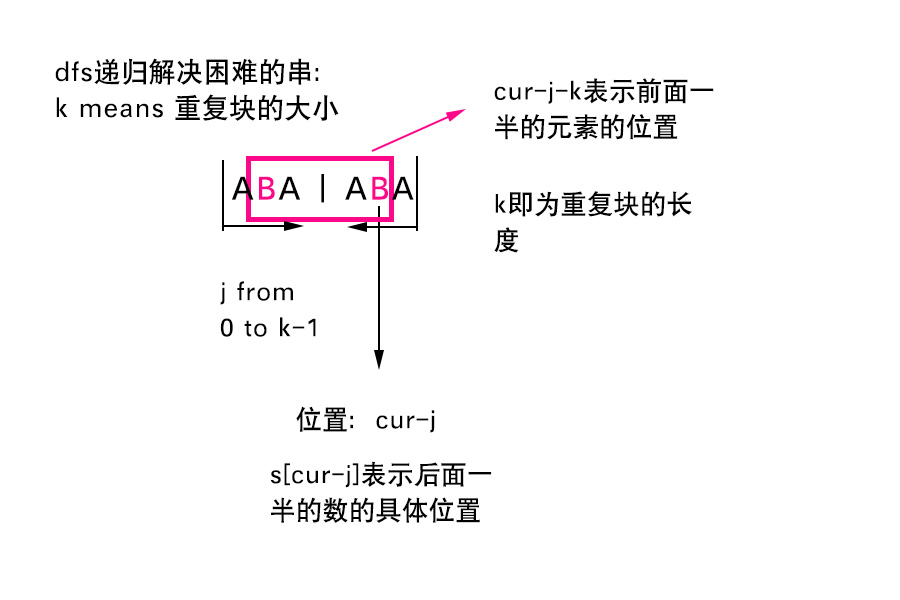 dfs递归解决困难的串:
k means 重复块的大小
cur-j-k表示前面一
半的元素的位置
ABA | ABA
k即为重复块的长
度
j from
0 to k-1
位置: cur-j
s[cur-j]表示后面一
半的数的具体位置